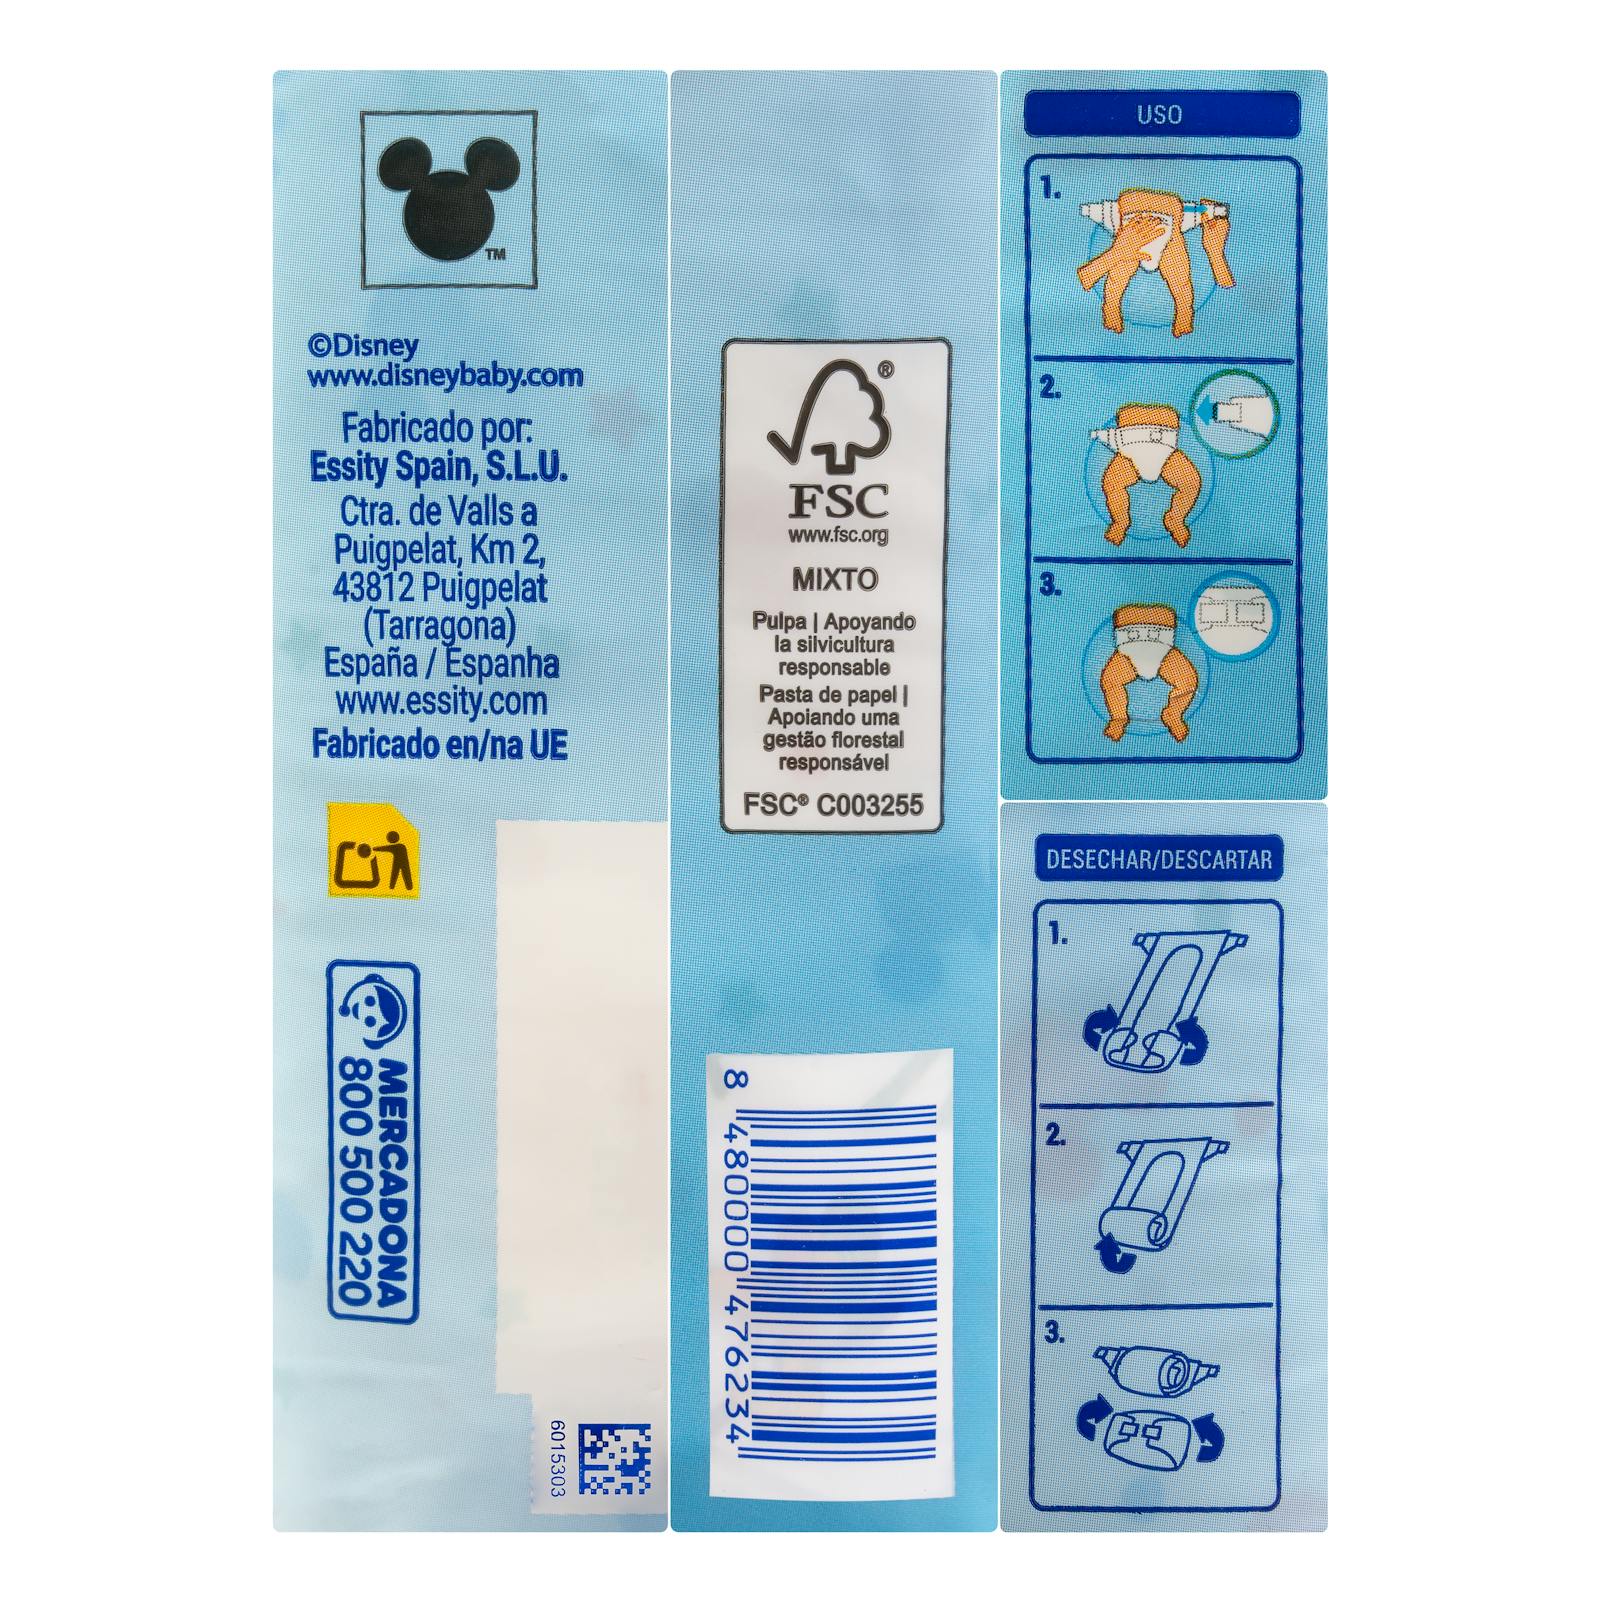 TM
©Disney
www.disneybaby.com
Fabricado por:
Essity Spain, S.L.U.
Ctra. de Valls a
Puigpelat, Km 2,
43812 Puigpelat
(Tarragona)
España / Espanha
www.essity.com
Fabricado en/na UE
MERCADONA
800 500 220
6015303
®
FSC
www.fsc.org
MIXTO
Pulpa | Apoyando
la silvicultura
responsable
Pasta de papel |
Apoiando uma
gestão florestal
responsável
FSC® C003255
8 480000 476234
USO
1.
2.
3.
DESECHAR/DESCARTAR
1.
2.
3.